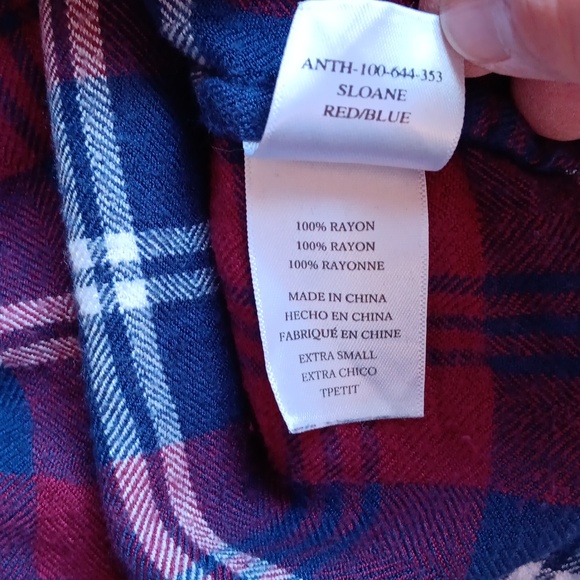 ANTH-100-644-353
SLOANE
RED/BLUE
100% RAYON
100% RAYON
100% RAYONNE
MADE IN CHINA
HECHO EN CHINA
FABRIQUÉ EN CHINE
EXTRA SMALL
EXTRA CHICO
TPETIT